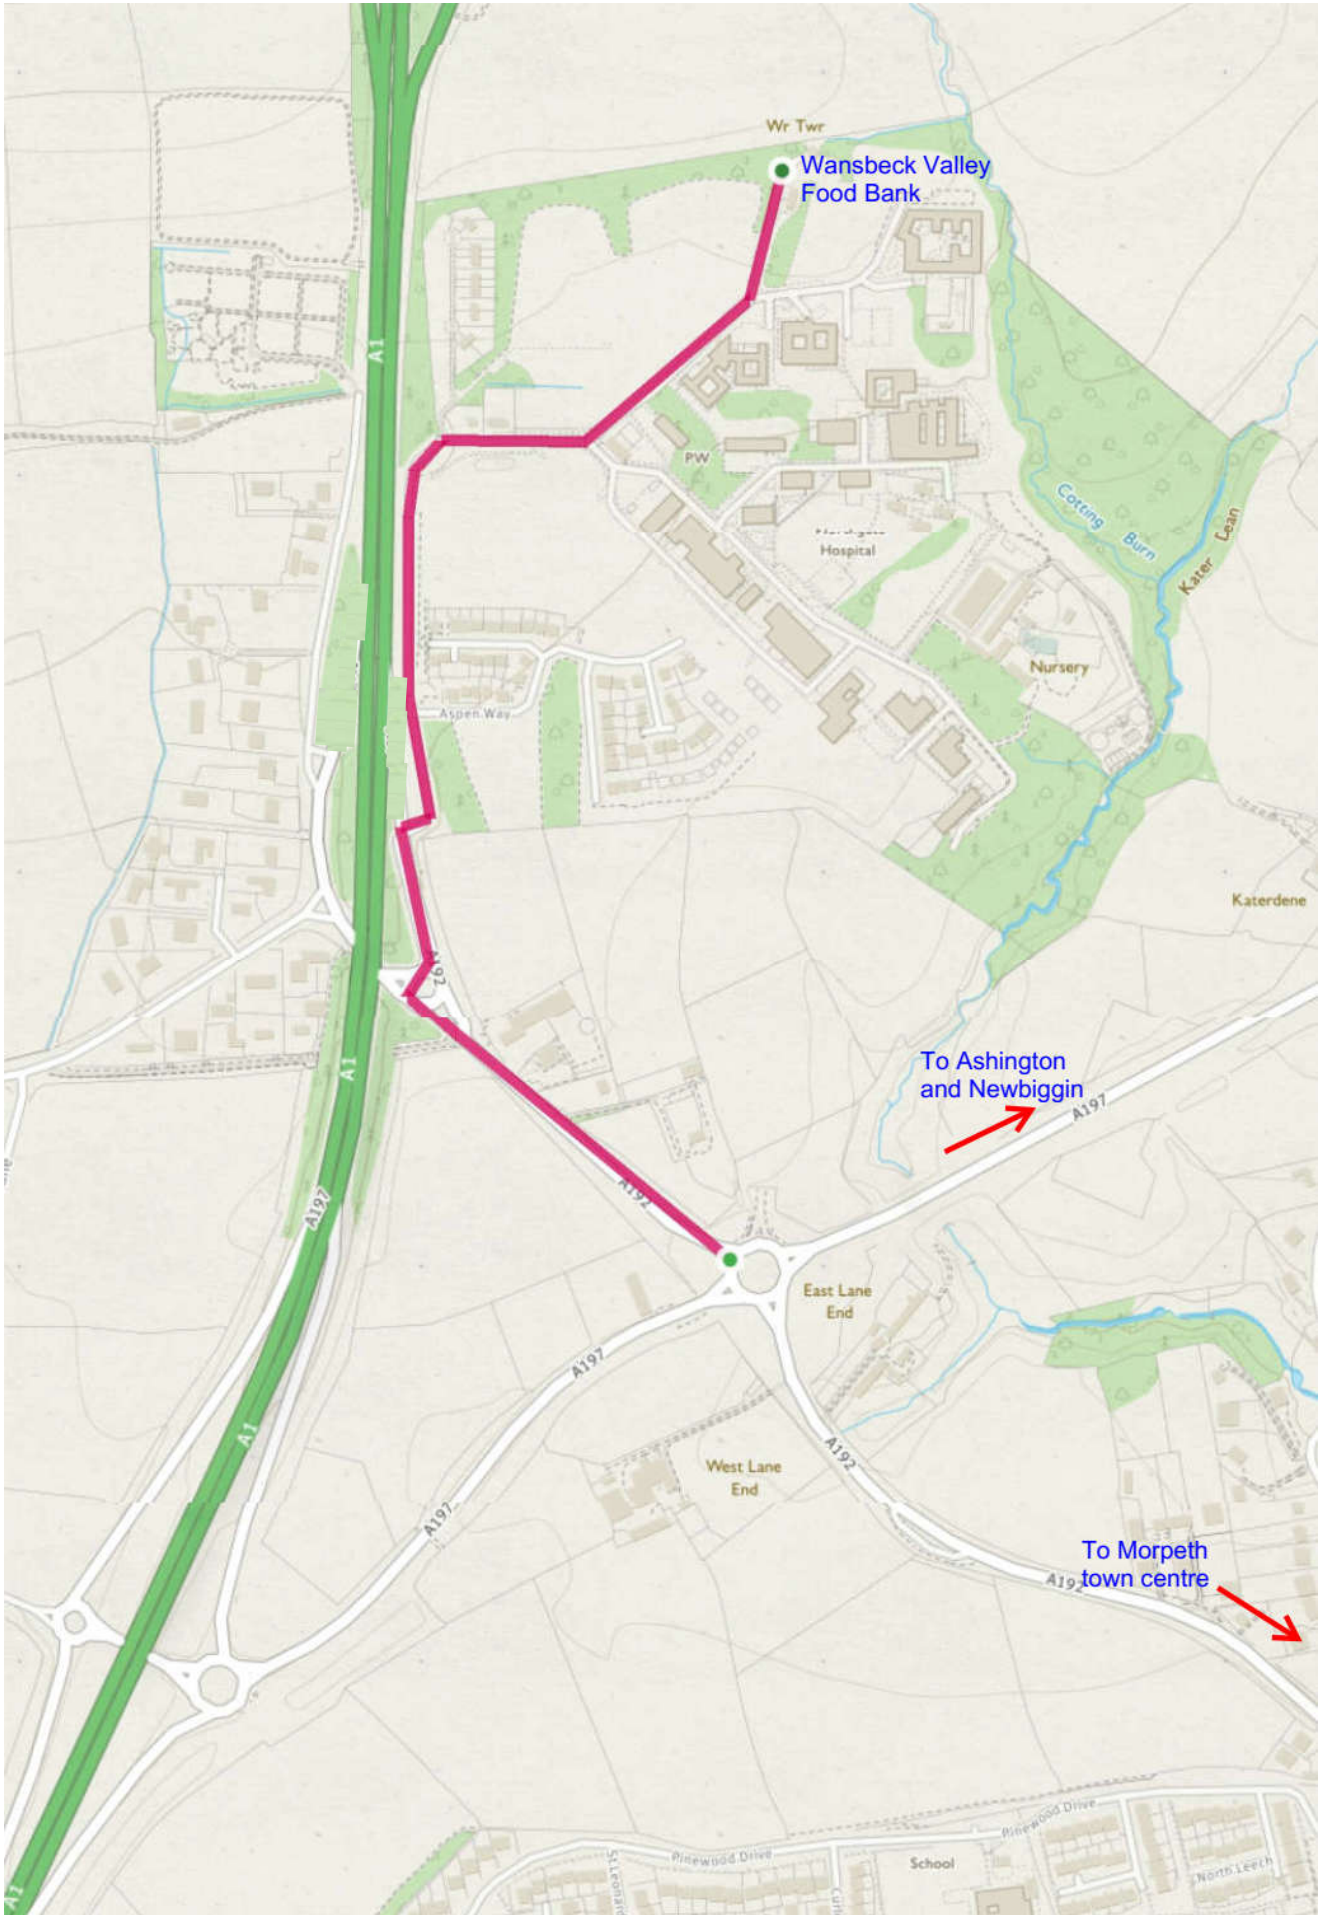 Wr Twr
Wansbeck Valley
Food Bank
A1
Cotting
Burn
Kater Lean
PW
Hospital
Nursery
Aspen Way
Katerdene
A192
A1
To Ashington
and Newbiggin
A197
A192
A197
East Lane
End
A197
A1
A192
West Lane
End
A197
To Morpeth
town centre
A192
Pinewood Drive
Pinewood Drive
School
North Leech
A1